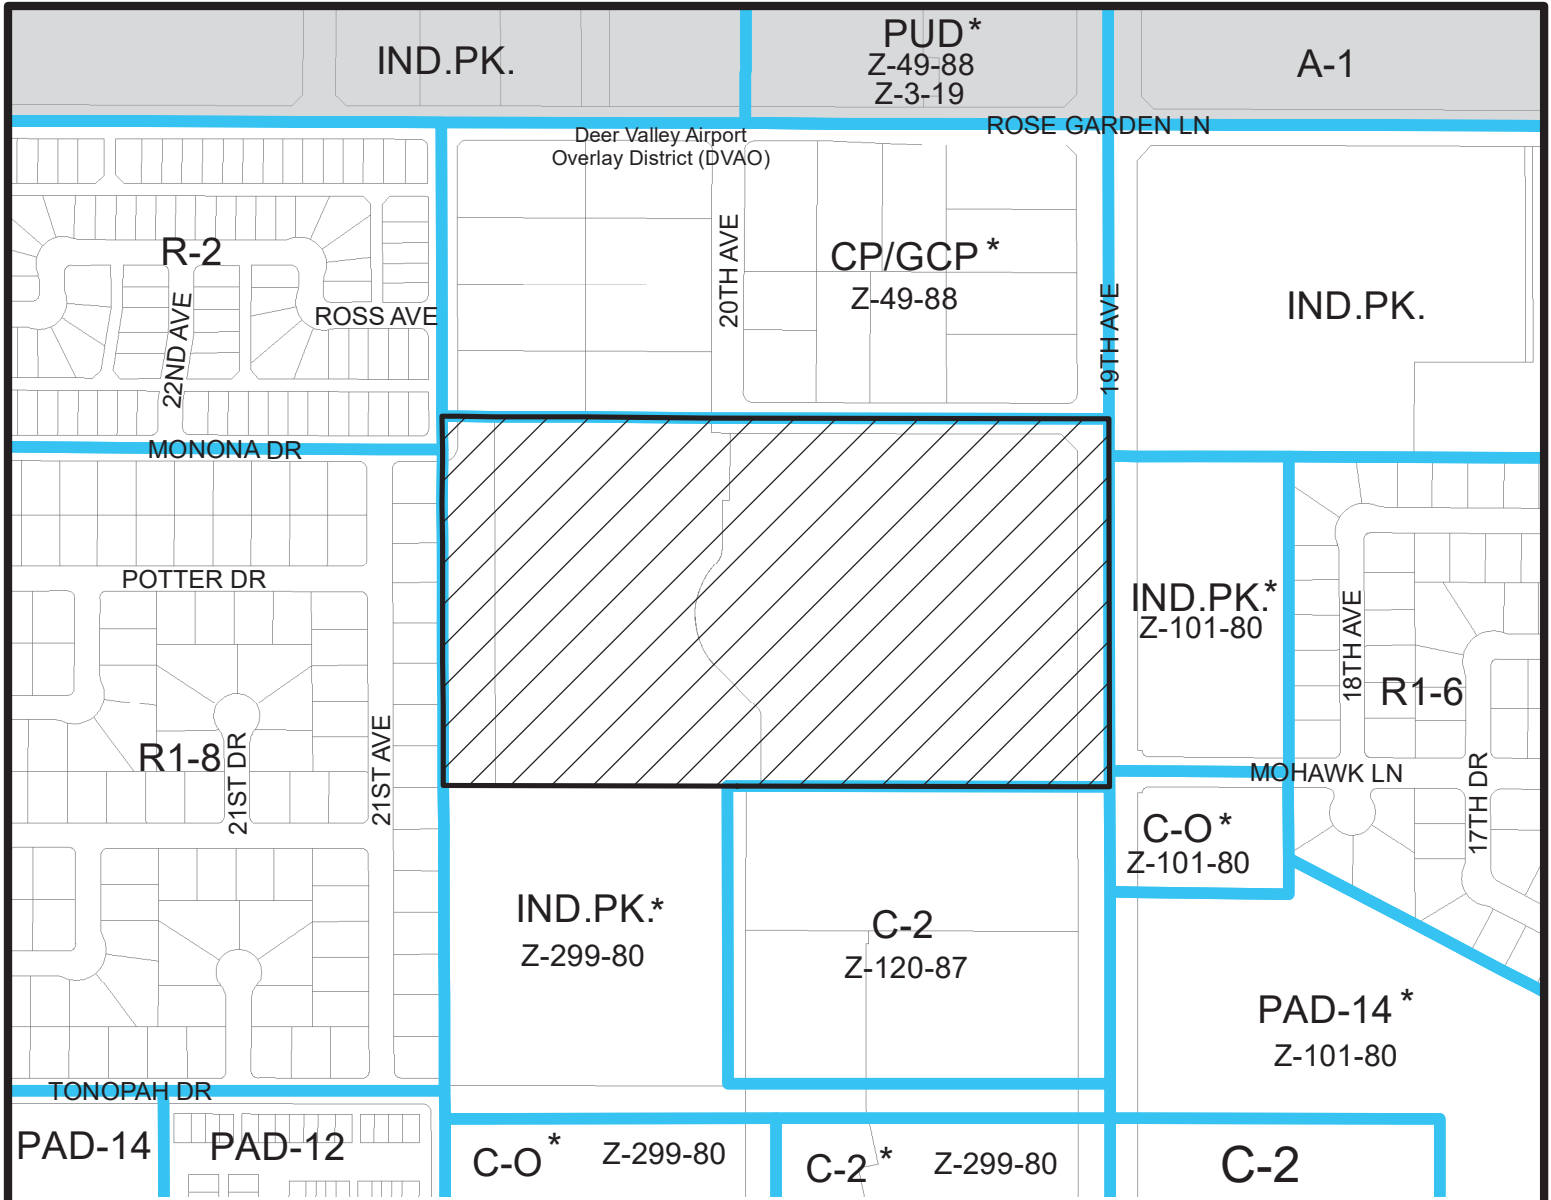 IND.PK.
PUD*
Z-49-88
Z-3-19
A-1
ROSE GARDEN LN
Deer Valley Airport
Overlay District (DVAO)
R-2
20TH AVE
CP/GCP*
Z-49-88
19TH AVE
IND.PK.
22ND AVE
ROSS AVE
MONONA DR
POTTER DR
IND.PK.*
Z-101-80
18TH AVE
R1-6
R1-8
21ST DR
21ST AVE
MOHAWK LN
17TH DR
C-O*
Z-101-80
IND.PK.*
Z-299-80
C-2
Z-120-87
PAD-14*
Z-101-80
TONOPAH DR
PAD-14
PAD-12
C-O*
Z-299-80
C-2*
Z-299-80
C-2